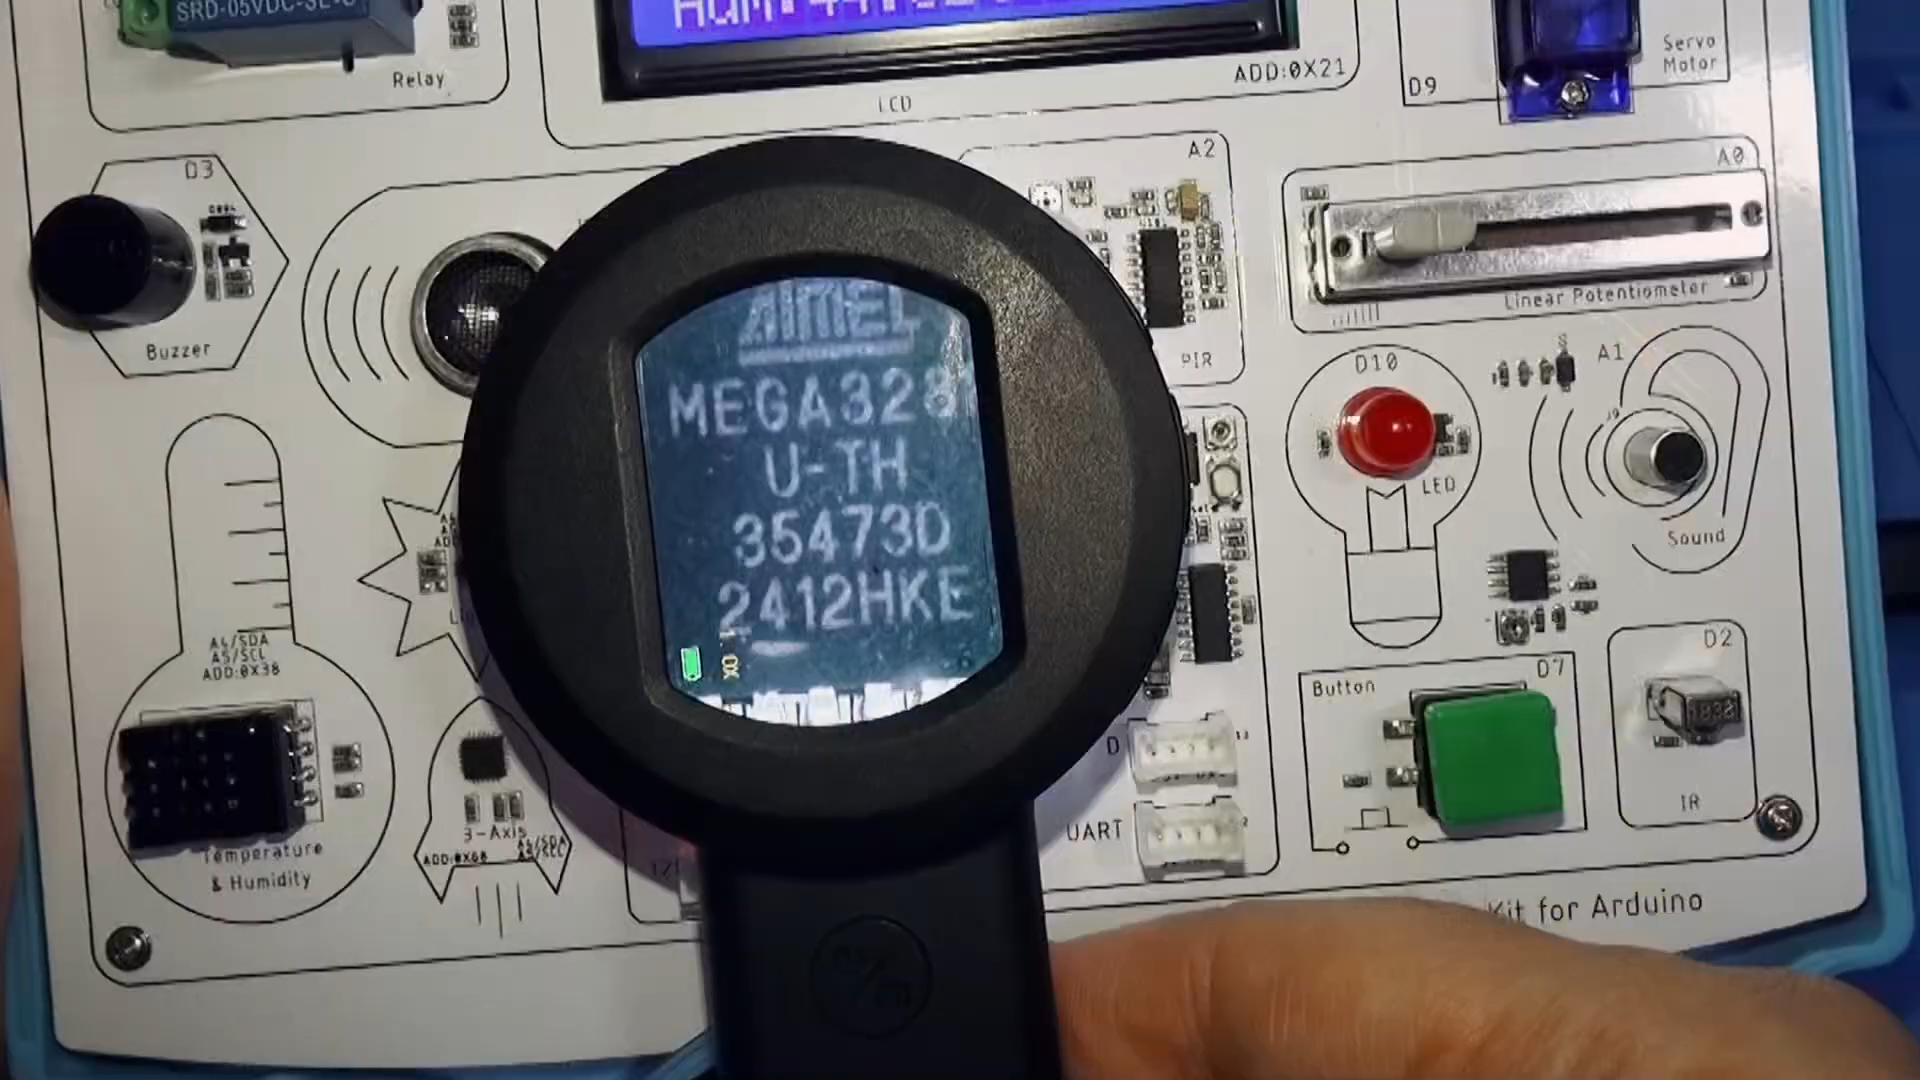 SRD-05VDC-SL-C
Relay
LCD
ADD:0X21
D9
Servo
Motor
D3
Buzzer
A2
PIR
A0
Linear Potentiometer
ATMEL
MEGA328
U-TH
35473D
2412HKE
D10
LED
A1
Sound
A4/SDA
A5/SCL
ADD:0X38
Temperature
& Humidity
3-Axis
ADD:0X68
A4/SDA
A5/SCL
D
UART
Button
D7
D2
IR
Kit for Arduino